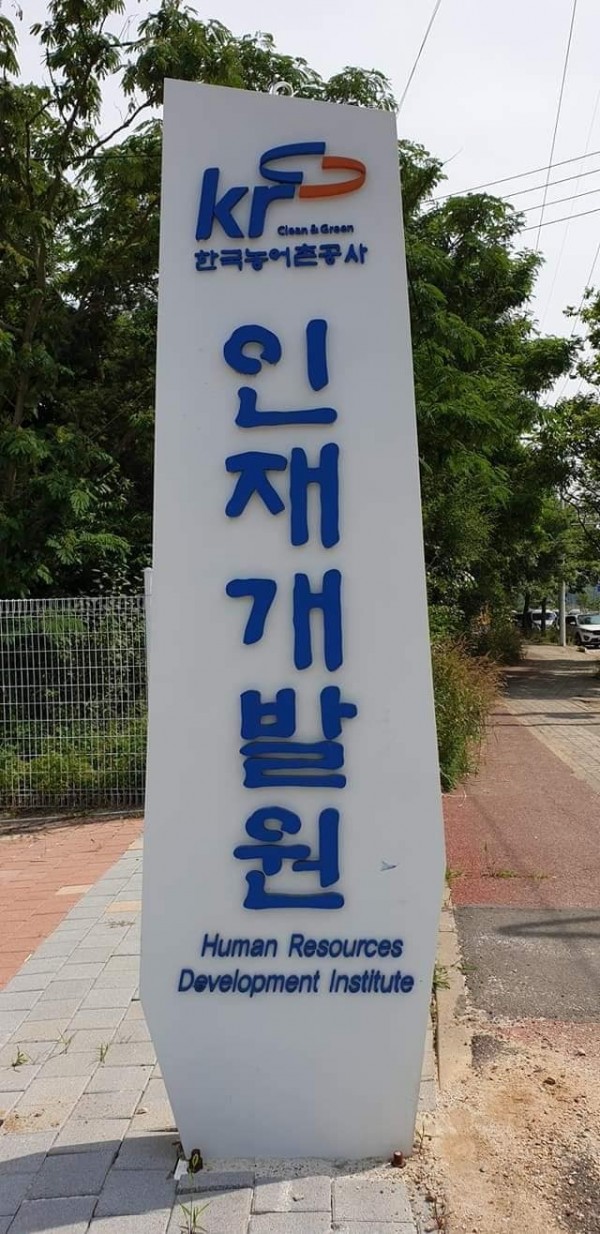 kr
Clean & Green
한국농어촌공사
인재개발원
Human Resources
Development Institute